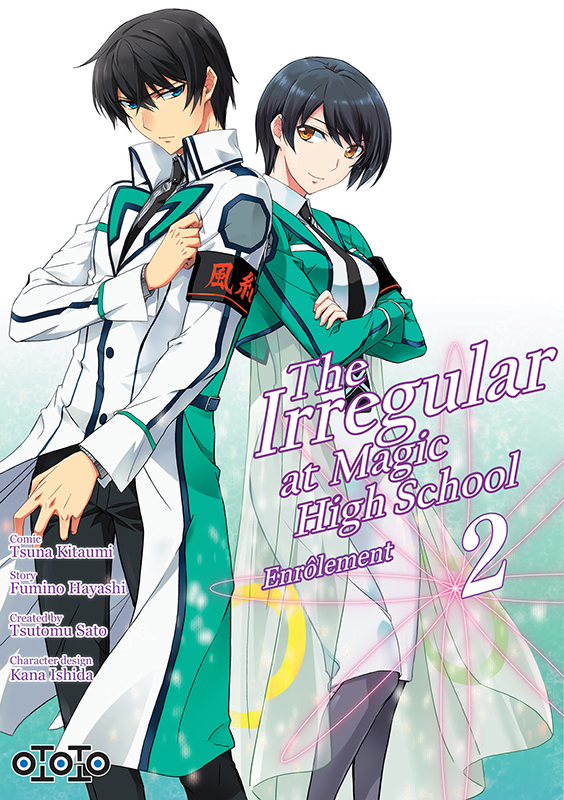 風紀
The
Irregular
at Magic
High School
Enrôlement
2
Comic
Tsuna Kitaumi
Story
Fumino Hayashi
Created by
Tsutomu Sato
Character design
Kana Ishida
OTOTO